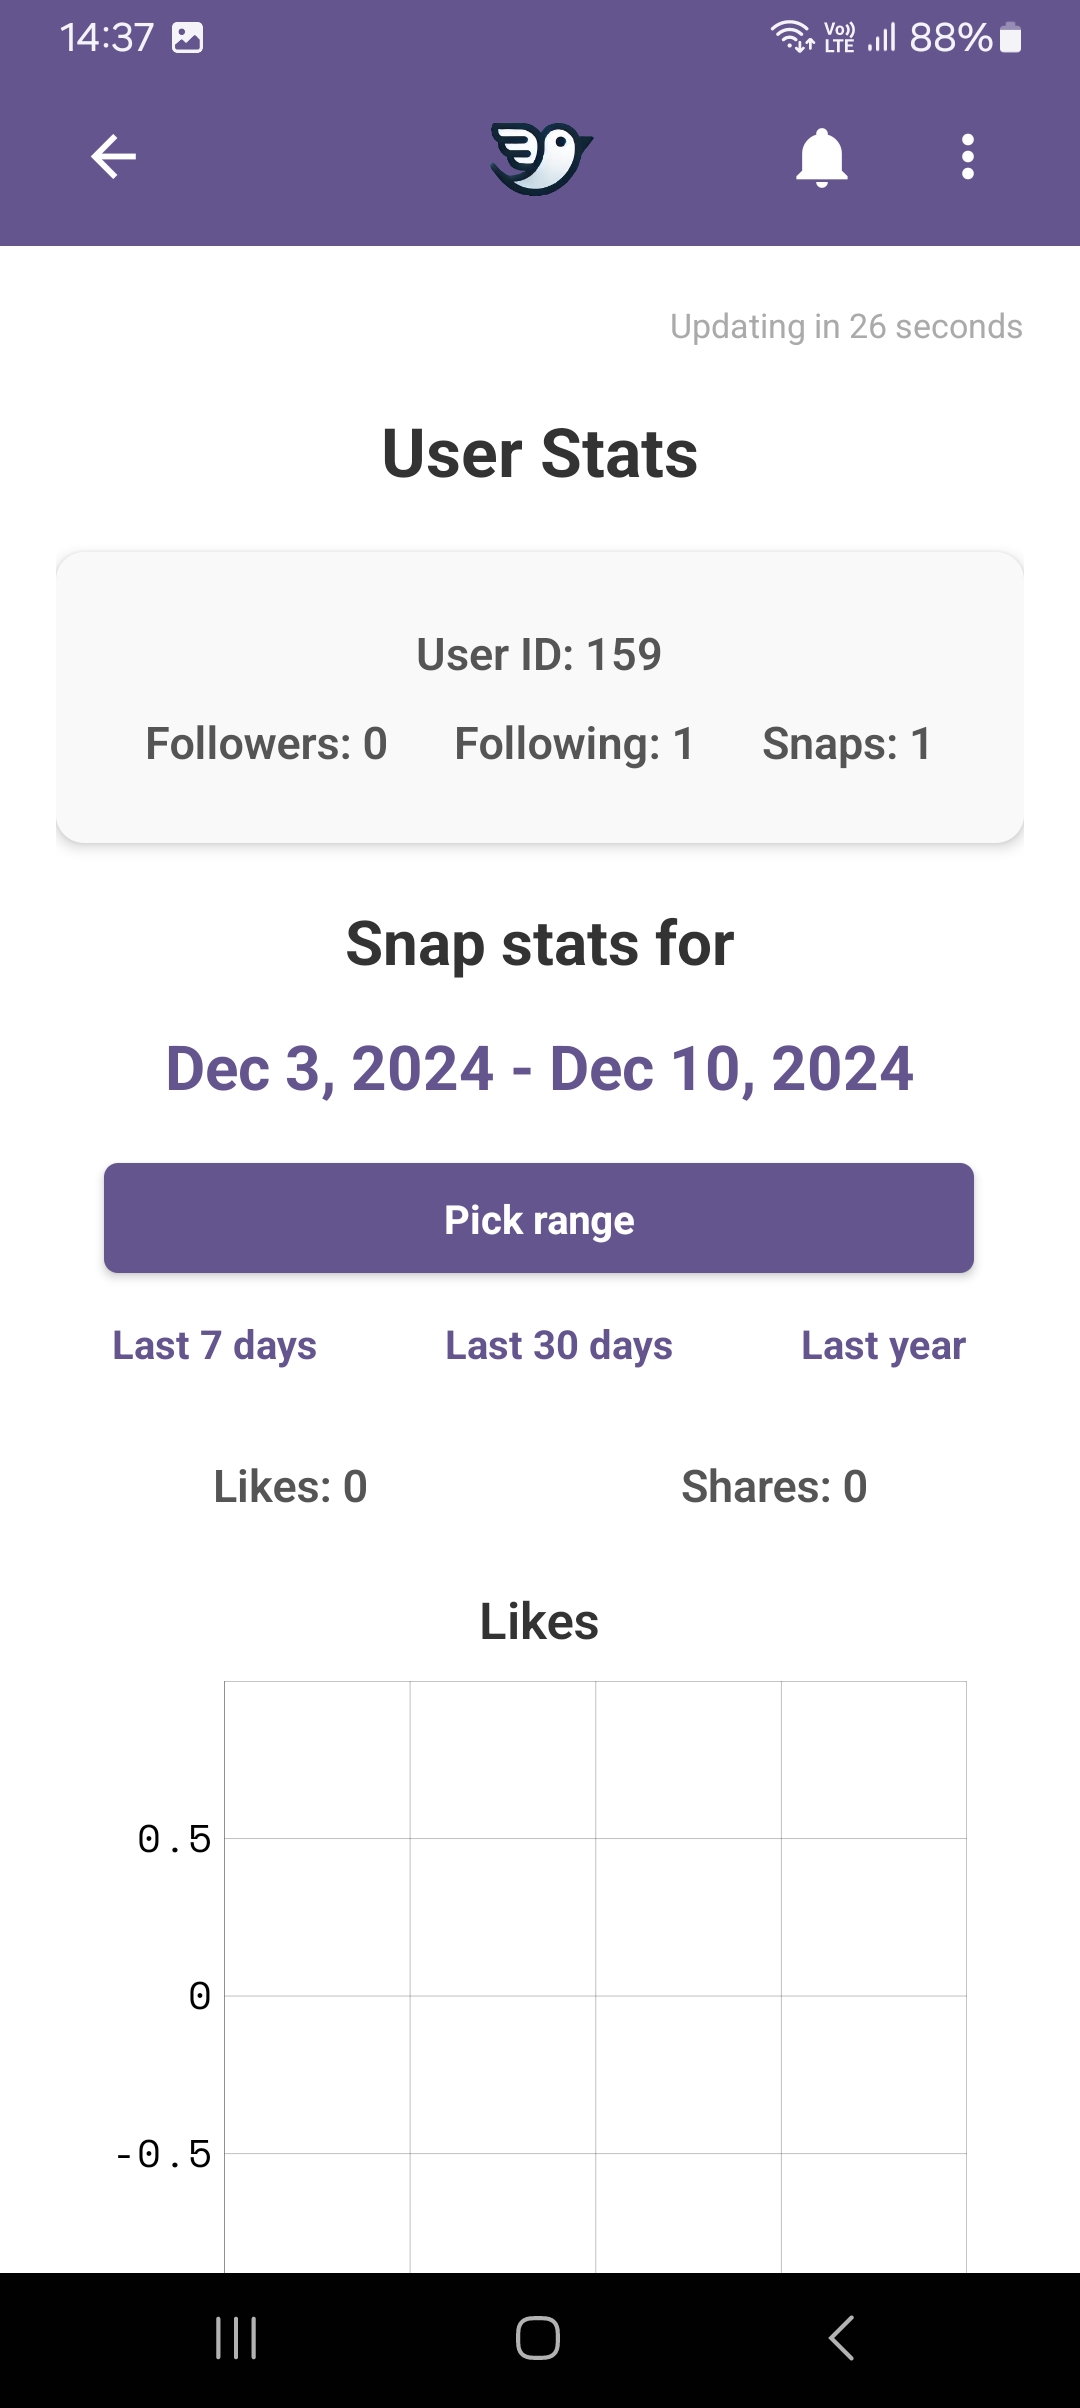 14:37 Vo)) LTE 88%
Updating in 26 seconds
User Stats
User ID: 159
Followers: 0 Following: 1 Snaps: 1
Snap stats for
Dec 3, 2024 - Dec 10, 2024
Pick range
Last 7 days Last 30 days Last year
Likes: 0 Shares: 0
Likes
0.5
0
-0.5